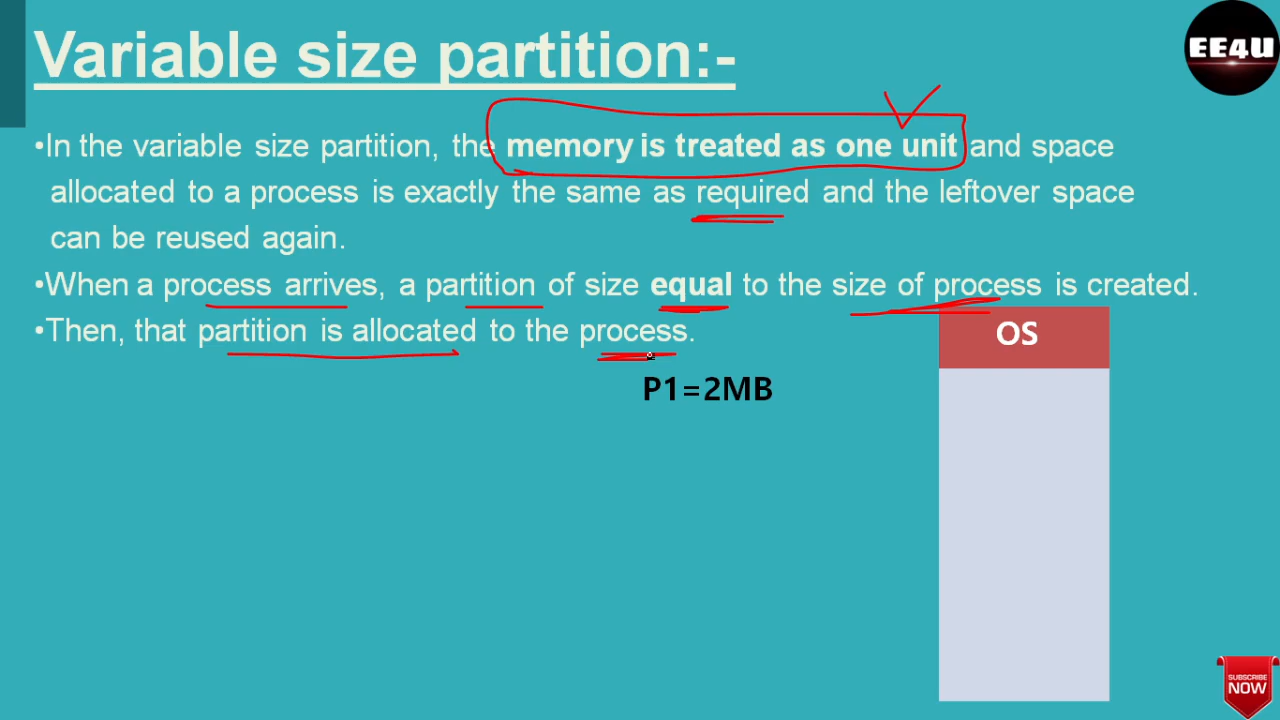 Variable size partition:-
EE4U
•In the variable size partition, the memory is treated as one unit and space
allocated to a process is exactly the same as required and the leftover space
can be reused again.
•When a process arrives, a partition of size equal to the size of process is created.
•Then, that partition is allocated to the process.
OS
P1=2MB
SUBSCRIBE
NOW